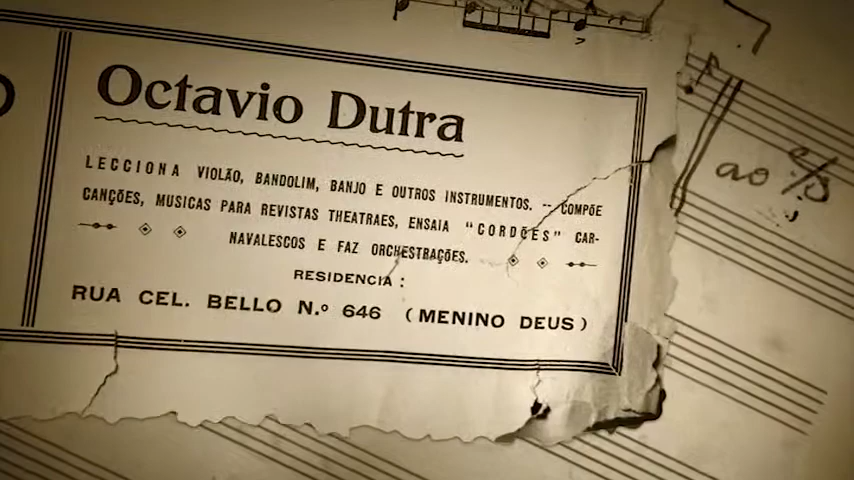 Octavio Dutra
LECCIONA VIOLÃO, BANDOLIM, BANJO E OUTROS INSTRUMENTOS. -- COMPÕE
CANÇÕES, MUSICAS PARA REVISTAS THEATRAES, ENSAIA "CORDÕES" CAR-
NAVALESCOS E FAZ ORCHESTRAÇÕES.
RESIDENCIA:
RUA CEL. BELLO N.º 646 (MENINO DEUS)
ao